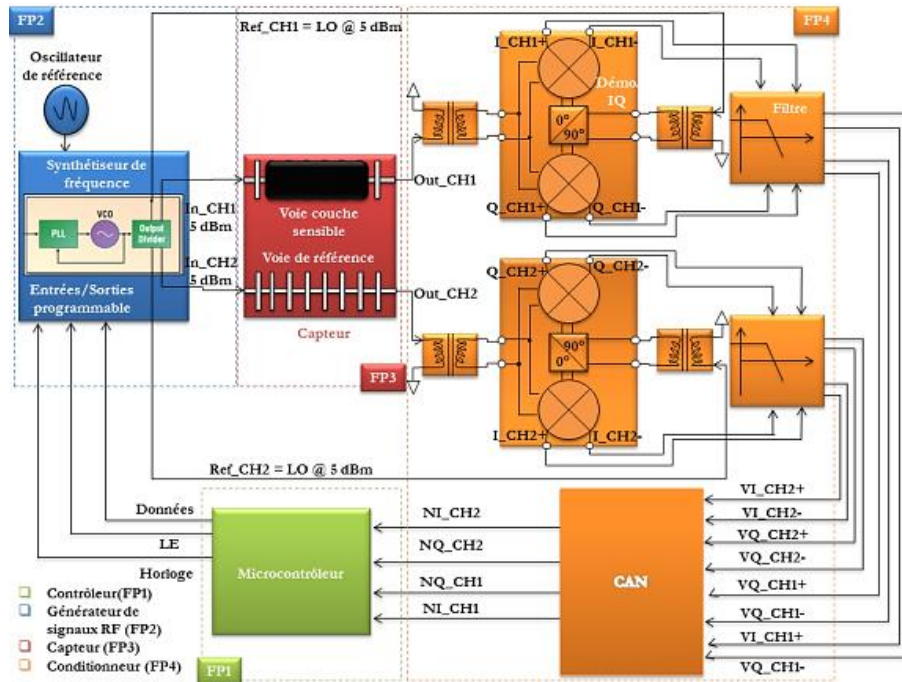 FP2
Ref_CH1 = LO @ 5 dBm
I_CH1+
I_CH1-
FP4
Oscillateur
de référence
Démo
IQ
Filtre
0°
90°
Synthétiseur de
fréquence
PLL
VCO
Output
Divider
In_CH1
5 dBm
In_CH2
5 dBm
Entrées/Sorties
programmable
Voie couche
sensible
Voie de référence
Capteur
FP3
Out_CH1
Q_CH1+
Q_CH1-
Out_CH2
Q_CH2+
Q_CH2-
90°
0°
I_CH2+
I_CH2-
Ref_CH2 = LO @ 5 dBm
Données
LE
Horloge
Microcontrôleur
FP1
NI_CH2
NQ_CH2
NQ_CH1
NI_CH1
CAN
VI_CH2+
VI_CH2-
VQ_CH2+
VQ_CH2-
VQ_CH1+
VQ_CH1-
VI_CH1+
VQ_CH1-
Contrôleur(FP1)
Générateur de
signaux RF (FP2)
Capteur (FP3)
Conditionneur (FP4)